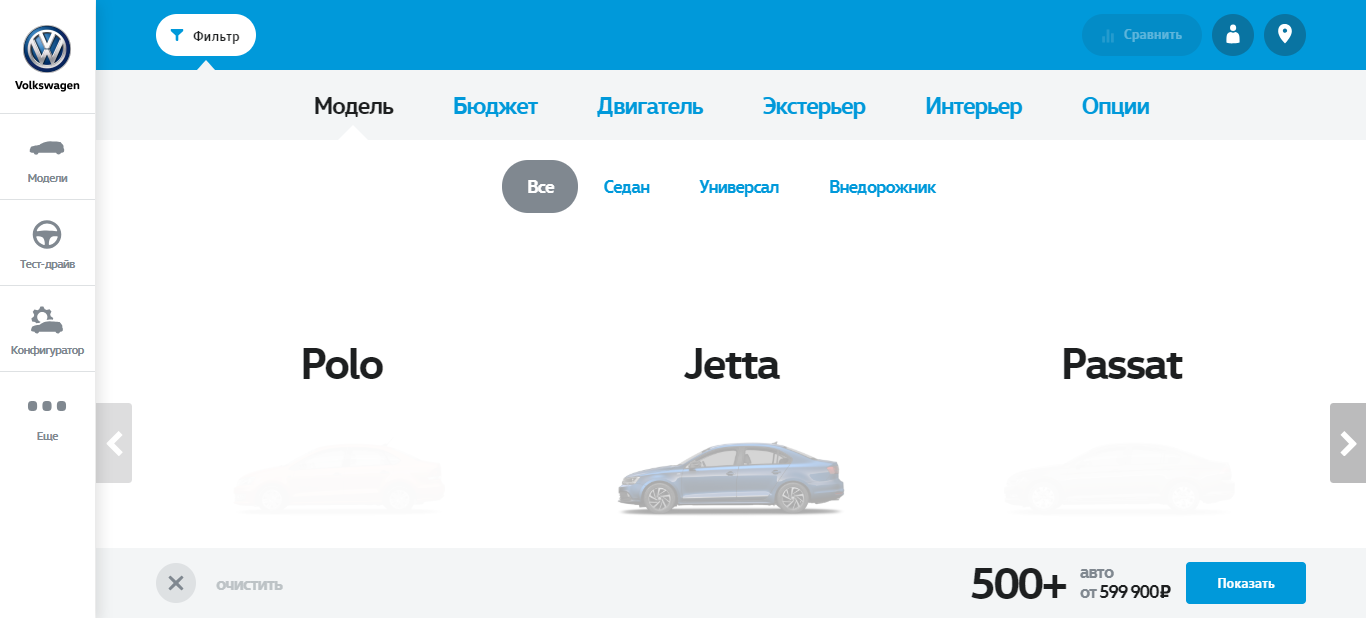 Volkswagen
Модели
Тест-драйв
Конфигуратор
Еще
Фильтр
Сравнить
Модель
Бюджет
Двигатель
Экстерьер
Интерьер
Опции
Все
Седан
Универсал
Внедорожник
Polo
Jetta
Passat
очистить
500+
авто
от 599 900₽
Показать